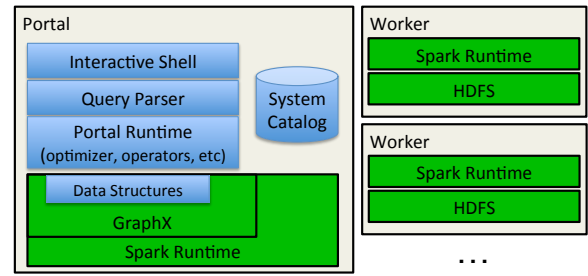 Portal
Interactive Shell
Query Parser
Portal Runtime
(optimizer, operators, etc)
System
Catalog
Data Structures
GraphX
Spark Runtime
Worker
Spark Runtime
HDFS
Worker
Spark Runtime
HDFS
...